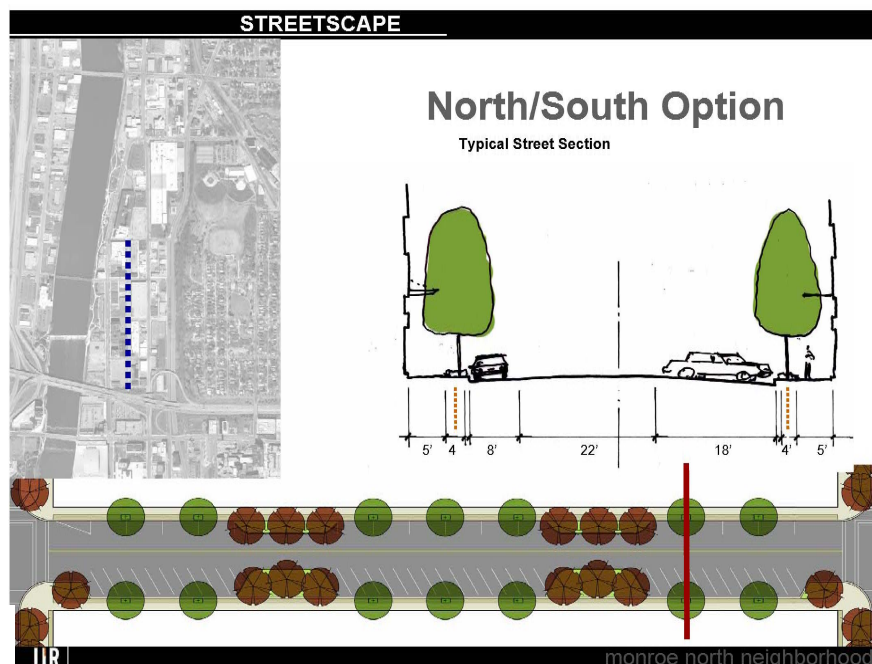 STREETSCAPE
North/South Option
Typical Street Section
5' 4 8' 22' 18' 4' 5'
monroe north neighborhood